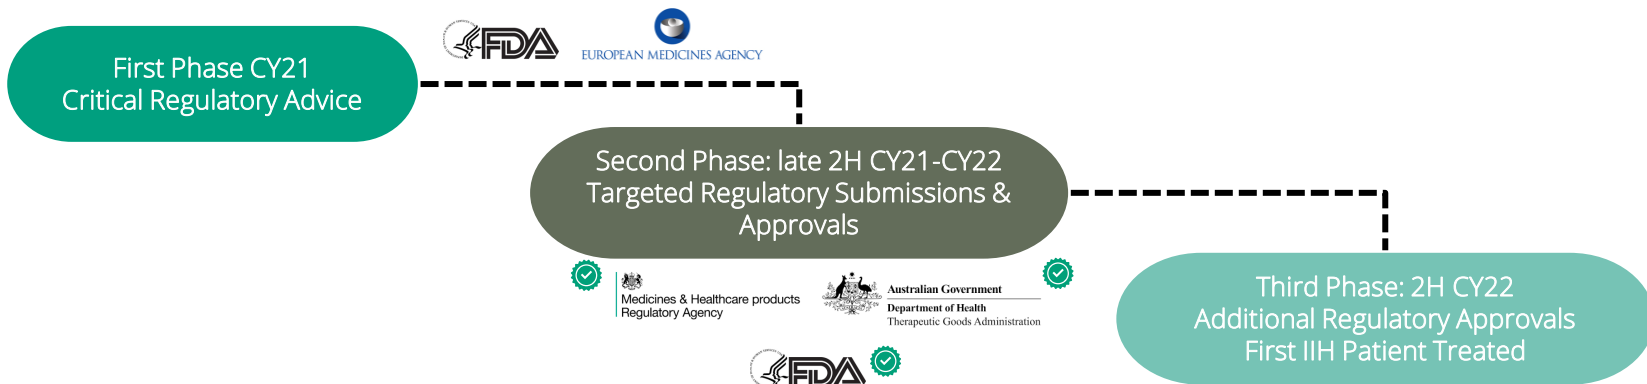 First Phase CY21
Critical Regulatory Advice
FDA
EUROPEAN MEDICINES AGENCY
Second Phase: late 2H CY21-CY22
Targeted Regulatory Submissions &
Approvals
Medicines & Healthcare products
Regulatory Agency
Australian Government
Department of Health
Therapeutic Goods Administration
FDA
Third Phase: 2H CY22
Additional Regulatory Approvals
First IIH Patient Treated